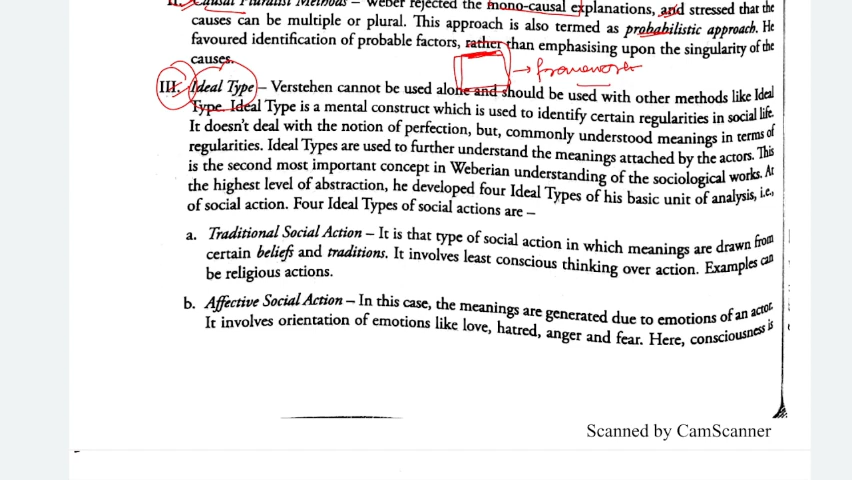 II. Causal Pluralist Methods – Weber rejected the mono-causal explanations, and stressed that the
causes can be multiple or plural. This approach is also termed as probabilistic approach. He
favoured identification of probable factors, rather than emphasising upon the singularity of the
causes.
→ framework
III. Ideal Type – Verstehen cannot be used alone and should be used with other methods like Ideal
Type. Ideal Type is a mental construct which is used to identify certain regularities in social life.
It doesn't deal with the notion of perfection, but, commonly understood meanings in terms of
regularities. Ideal Types are used to further understand the meanings attached by the actors. This
is the second most important concept in Weberian understanding of the sociological works. At
the highest level of abstraction, he developed four Ideal Types of his basic unit of analysis, i.e.,
of social action. Four Ideal Types of social actions are –
a. Traditional Social Action – It is that type of social action in which meanings are drawn from
certain beliefs and traditions. It involves least conscious thinking over action. Examples can
be religious actions.
b. Affective Social Action – In this case, the meanings are generated due to emotions of an actor.
It involves orientation of emotions like love, hatred, anger and fear. Here, consciousness is
Scanned by CamScanner